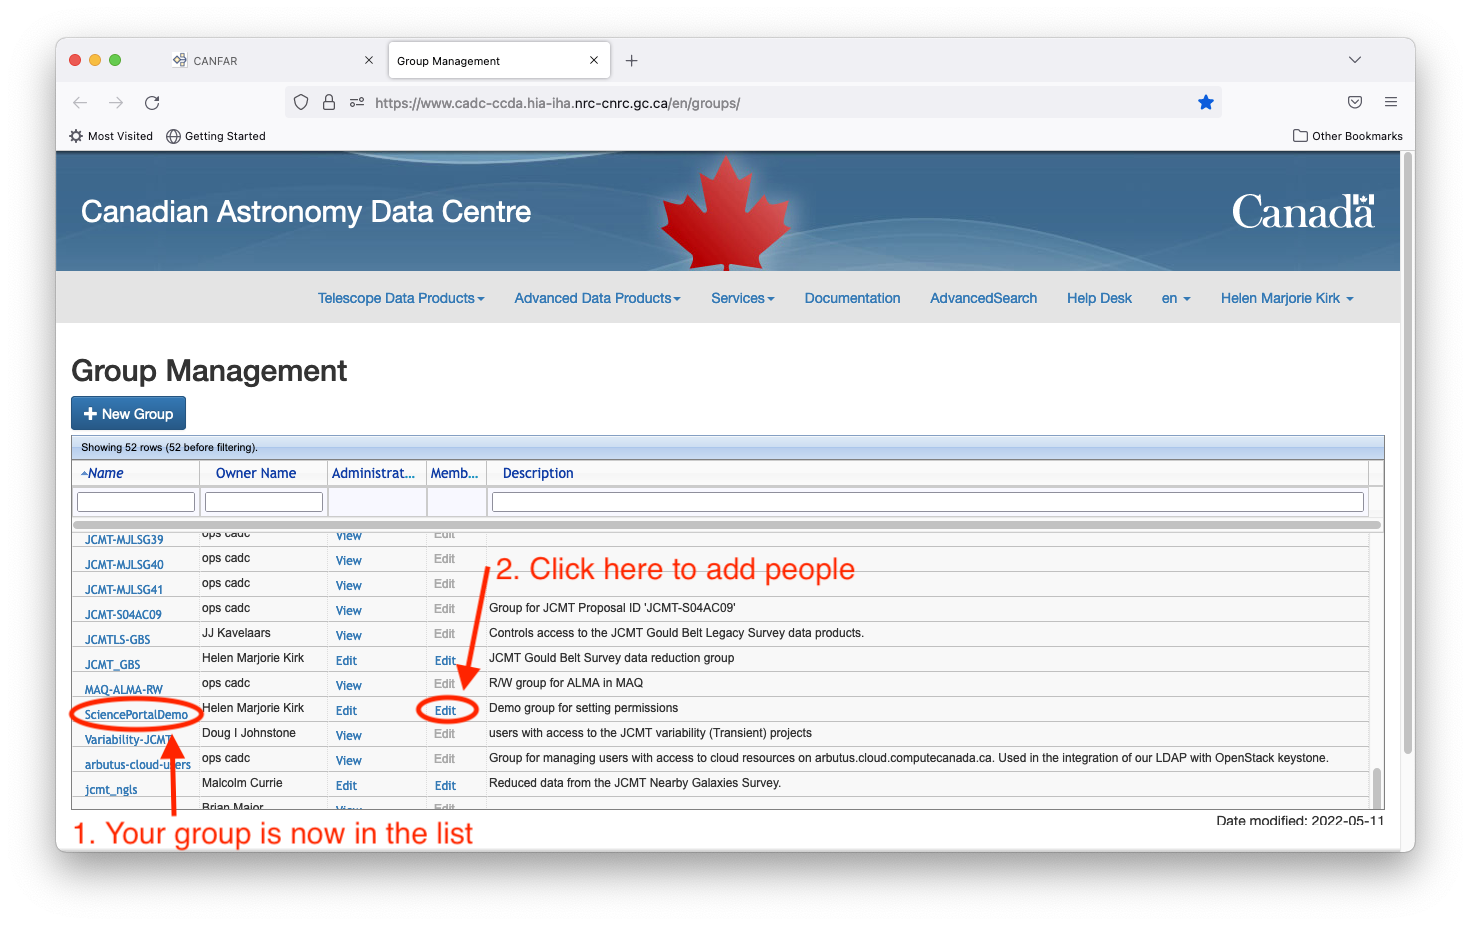 CANFAR
Group Management
https://www.cadc-ccda.hia-iha.nrc-cnrc.gc.ca/en/groups/
Most Visited Getting Started Other Bookmarks
Canadian Astronomy Data Centre
Canada
Telescope Data Products Advanced Data Products Services Documentation AdvancedSearch Help Desk en Helen Marjorie Kirk
Group Management
+ New Group
Showing 52 rows (52 before filtering).
Name Owner Name Administrat... Memb... Description
JCMT-MJLSG39 ops cadc View Edit
JCMT-MJLSG40 ops cadc View Edit
JCMT-MJLSG41 ops cadc View Edit
2. Click here to add people
JCMT-S04AC09 ops cadc View Edit Group for JCMT Proposal ID 'JCMT-S04AC09'
JCMTLS-GBS JJ Kavelaars View Edit Controls access to the JCMT Gould Belt Legacy Survey data products.
JCMT_GBS Helen Marjorie Kirk Edit Edit JCMT Gould Belt Survey data reduction group
MAQ-ALMA-RW ops cadc View Edit R/W group for ALMA in MAQ
SciencePortalDemo Helen Marjorie Kirk Edit Edit Demo group for setting permissions
Variability-JCMT Doug I Johnstone View Edit users with access to the JCMT variability (Transient) projects
arbutus-cloud-users ops cadc View Edit Group for managing users with access to cloud resources on arbutus.cloud.computecanada.ca. Used in the integration of our LDAP with OpenStack keystone.
jcmt_ngls Malcolm Currie Edit Edit Reduced data from the JCMT Nearby Galaxies Survey.
Brian Major View Edit
1. Your group is now in the list
Date modified: 2022-05-11